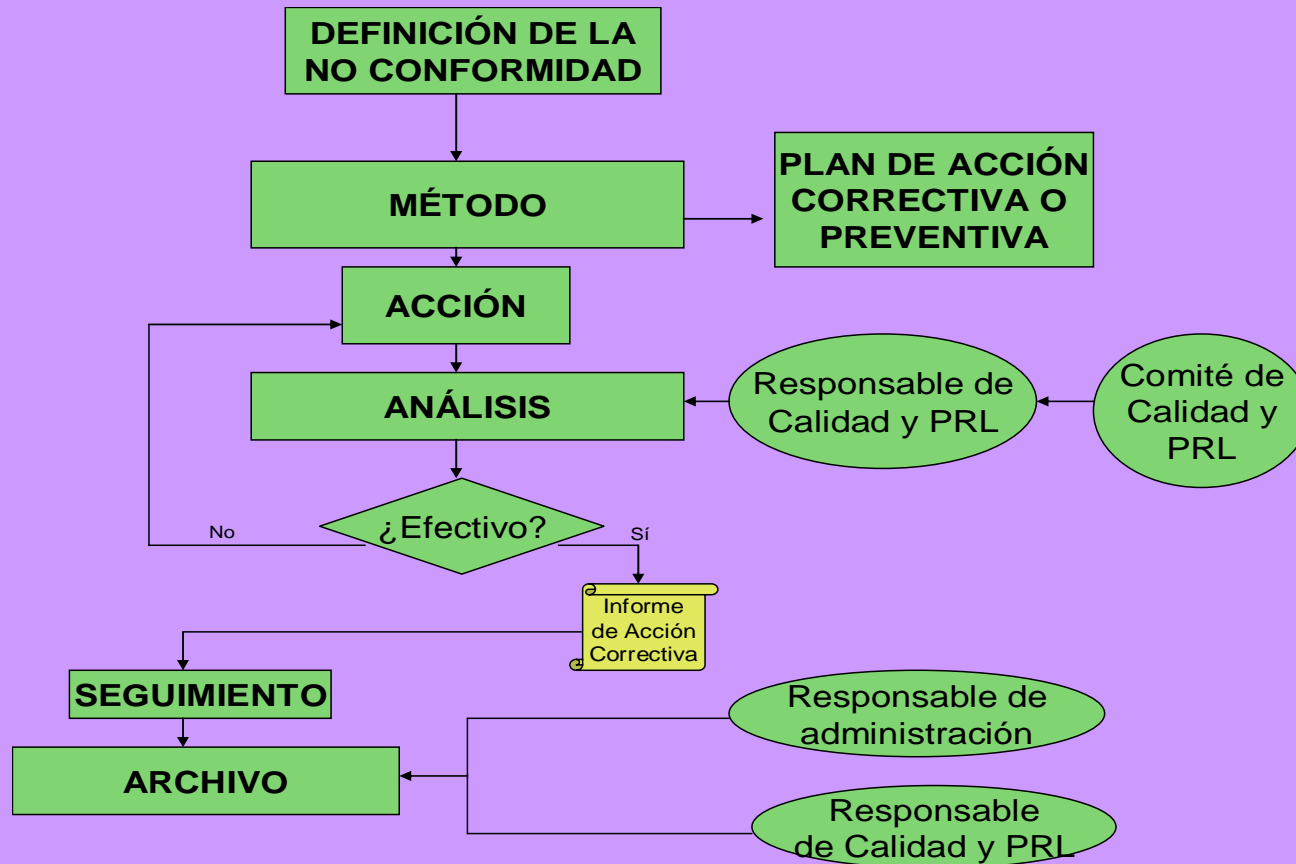 DEFINICIÓN DE LA
NO CONFORMIDAD
MÉTODO
PLAN DE ACCIÓN
CORRECTIVA O
PREVENTIVA
ACCIÓN
ANÁLISIS
Responsable de
Calidad y PRL
Comité de
Calidad y
PRL
¿Efectivo?
No
Sí
Informe
de Acción
Correctiva
SEGUIMIENTO
ARCHIVO
Responsable de
administración
Responsable
de Calidad y PRL